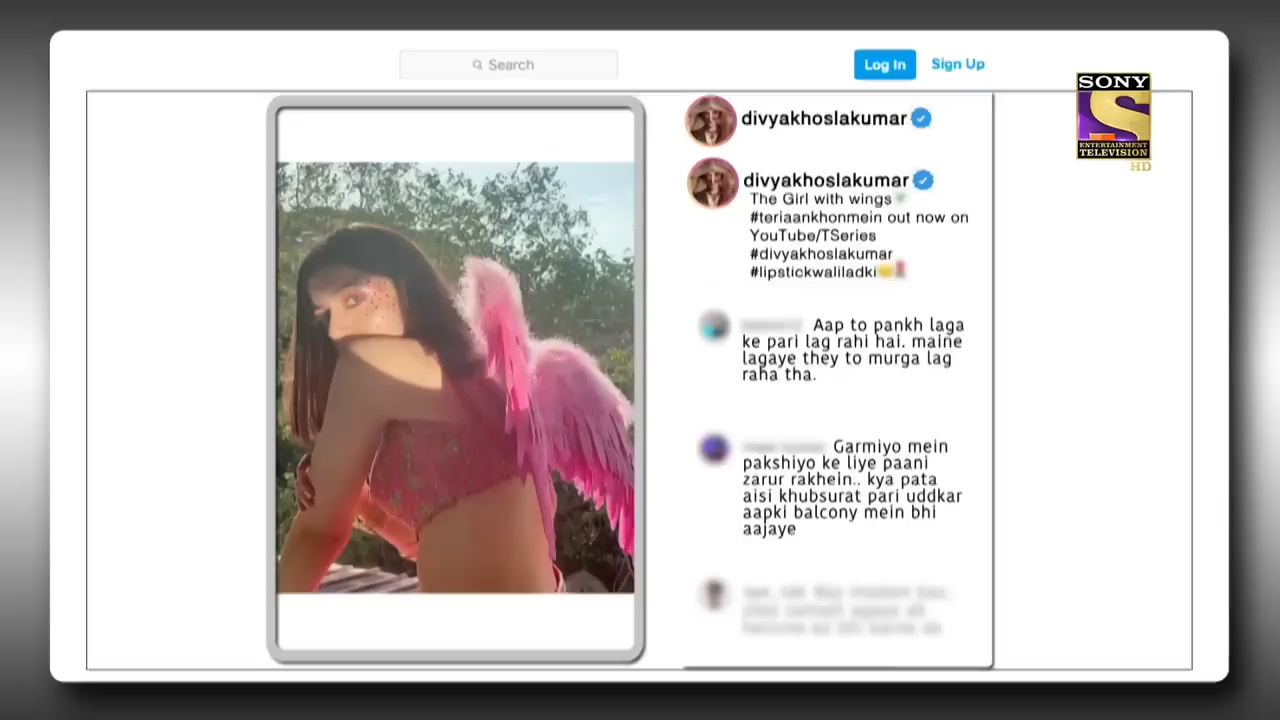 Search
Log In
Sign Up
SONY
ENTERTAINMENT
TELEVISION
HD
divyakhoslakumar
divyakhoslakumar
The Girl with wings
#teriaankhonmein out now on
YouTube/TSeries
#divyakhoslakumar
#lipstickwaliladki
Aap to pankh laga
ke pari lag rahi hai. maine
lagaye they to murga lag
raha tha.
Garmiyo mein
pakshiyo ke liye paani
zarur rakhein.. kya pata
aisi khubsurat pari uddkar
aapki balcony mein bhi
aajaye